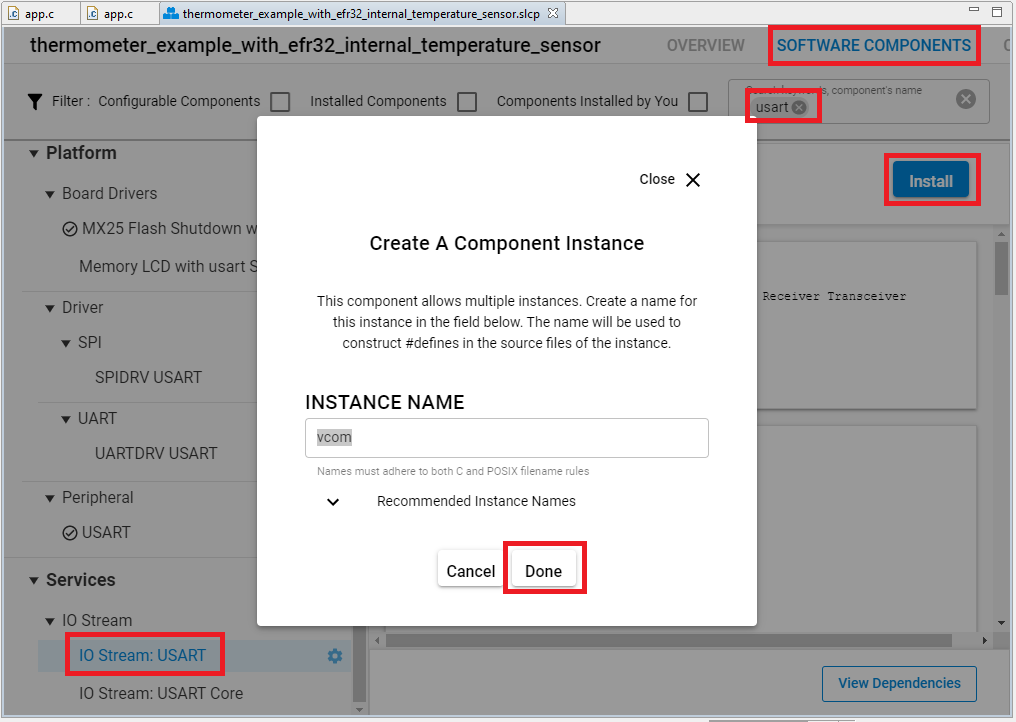 app.c
app.c
thermometer_example_with_efr32_internal_temperature_sensor.slcp
thermometer_example_with_efr32_internal_temperature_sensor
OVERVIEW
SOFTWARE COMPONENTS
Filter :
Configurable Components
Installed Components
Components Installed by You
Search keywords, component's name
usart
Platform
Board Drivers
MX25 Flash Shutdown w
Memory LCD with usart S
Driver
SPI
SPIDRV USART
UART
UARTDRV USART
Peripheral
USART
Services
IO Stream
IO Stream: USART
IO Stream: USART Core
Install
Receiver Transceiver
View Dependencies
Close
Create A Component Instance
This component allows multiple instances. Create a name for
this instance in the field below. The name will be used to
construct #defines in the source files of the instance.
INSTANCE NAME
vcom
Names must adhere to both C and POSIX filename rules
Recommended Instance Names
Cancel
Done